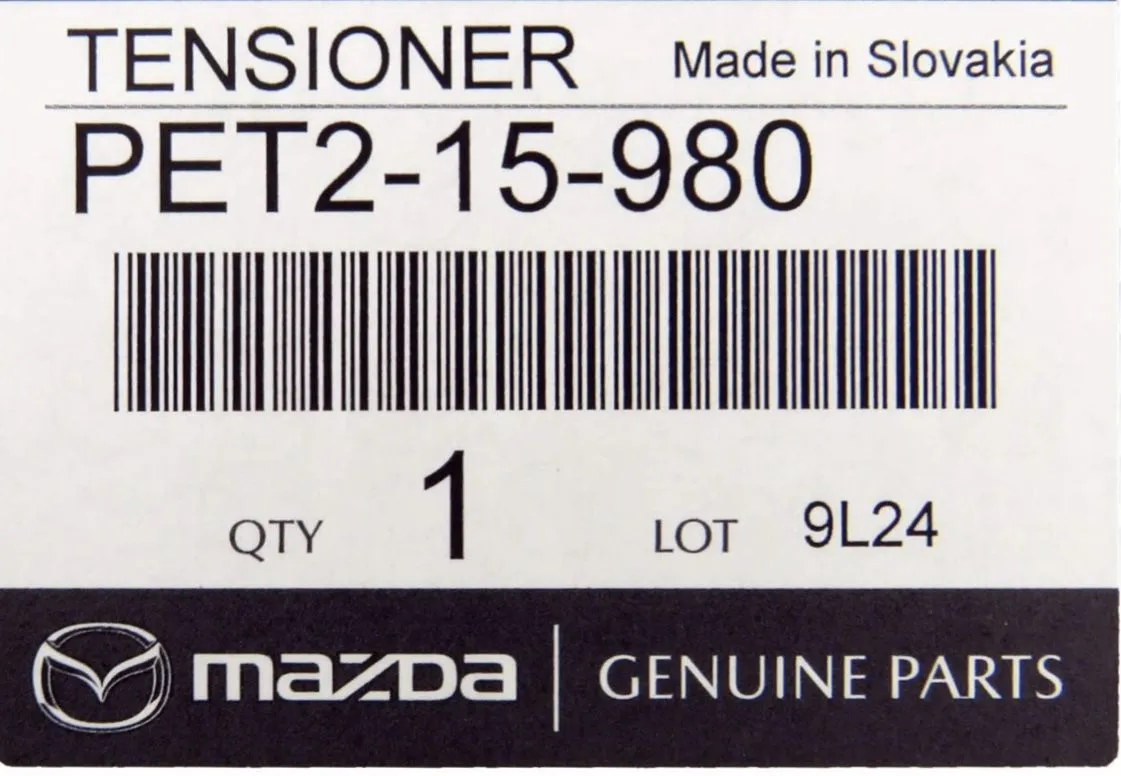 TENSIONER Made in Slovakia
PET2-15-980
QTY 1 LOT 9L24
mazda GENUINE PARTS